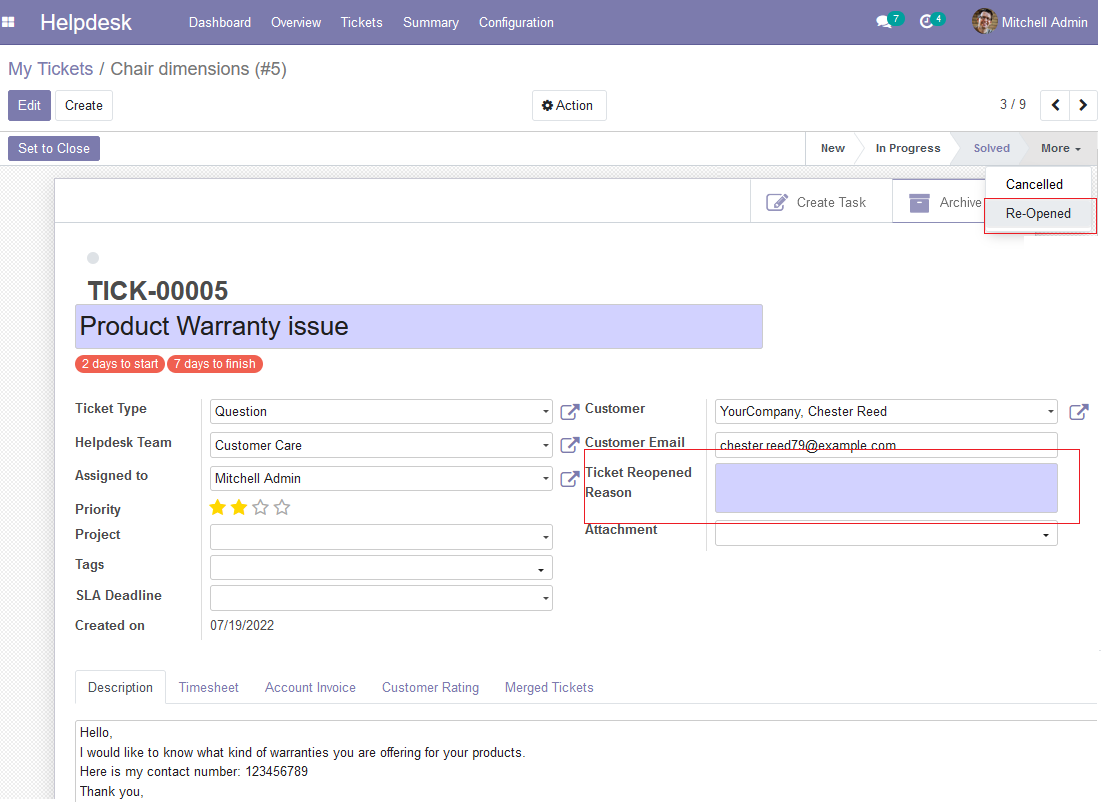 Helpdesk Dashboard Overview Tickets Summary Configuration 7 4 Mitchell Admin
My Tickets / Chair dimensions (#5)
Edit Create Action 3 / 9
Set to Close New In Progress Solved More
Cancelled
Create Task Archive
Re-Opened
TICK-00005
Product Warranty issue
2 days to start 7 days to finish
Ticket Type Question Customer YourCompany, Chester Reed
Helpdesk Team Customer Care Customer Email chester.reed79@example.com
Assigned to Mitchell Admin Ticket Reopened
Reason
Priority
Project Attachment
Tags
SLA Deadline
Created on 07/19/2022
Description Timesheet Account Invoice Customer Rating Merged Tickets
Hello,
I would like to know what kind of warranties you are offering for your products.
Here is my contact number: 123456789
Thank you,